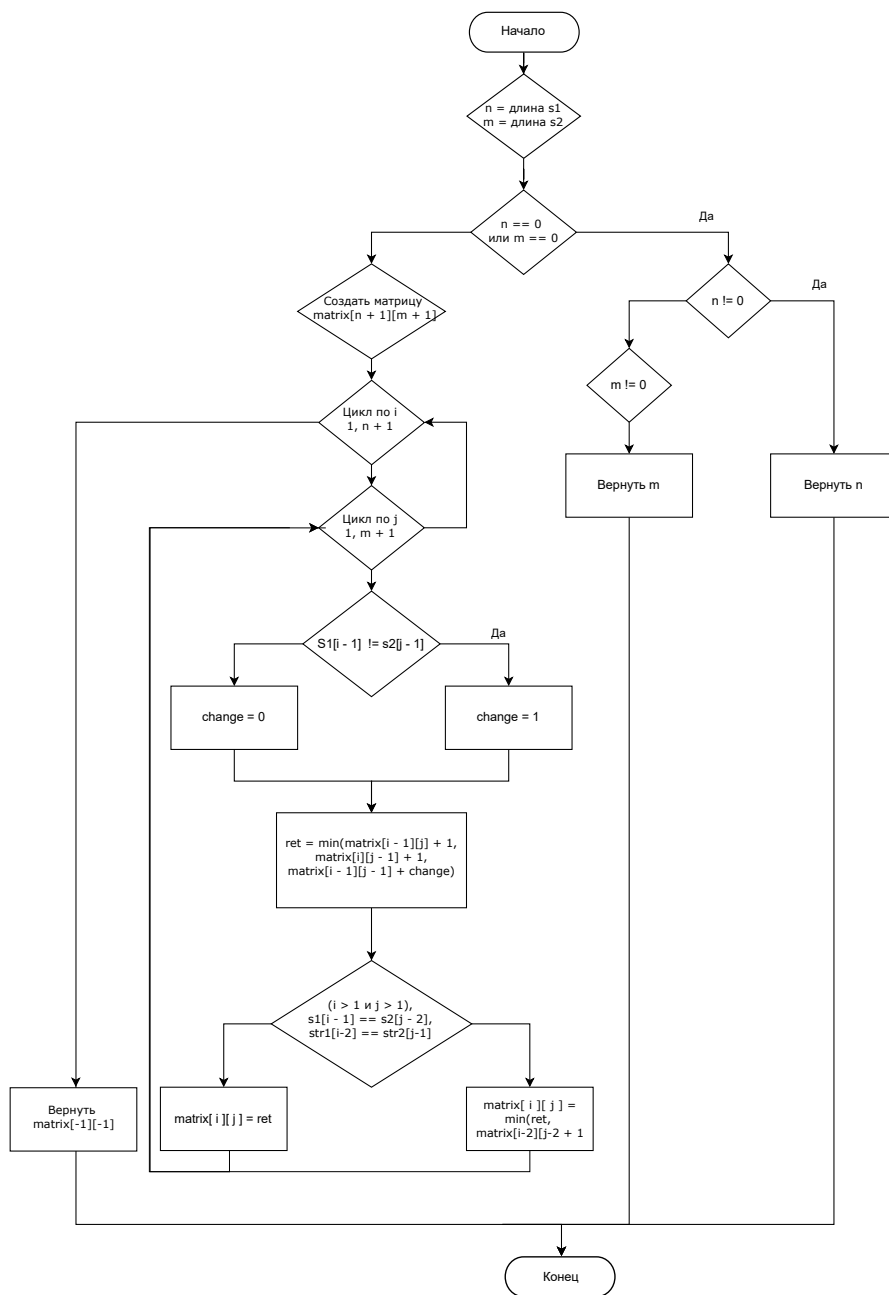 Начало
n = длина s1
m = длина s2
n == 0
или m == 0
Да
Создать матрицу
matrix[n + 1][m + 1]
n != 0
Да
m != 0
Цикл по i
1, n + 1
Вернуть m
Вернуть n
Цикл по j
1, m + 1
S1[i - 1] != s2[j - 1]
Да
change = 0
change = 1
ret = min(matrix[i - 1][j] + 1,
matrix[i][j - 1] + 1,
matrix[i - 1][j - 1] + change)
(i > 1 и j > 1),
s1[i - 1] == s2[j - 2],
str1[i-2] == str2[j-1]
Вернуть
matrix[-1][-1]
matrix[ i ][ j ] = ret
matrix[ i ][ j ] =
min(ret,
matrix[i-2][j-2 + 1
Конец